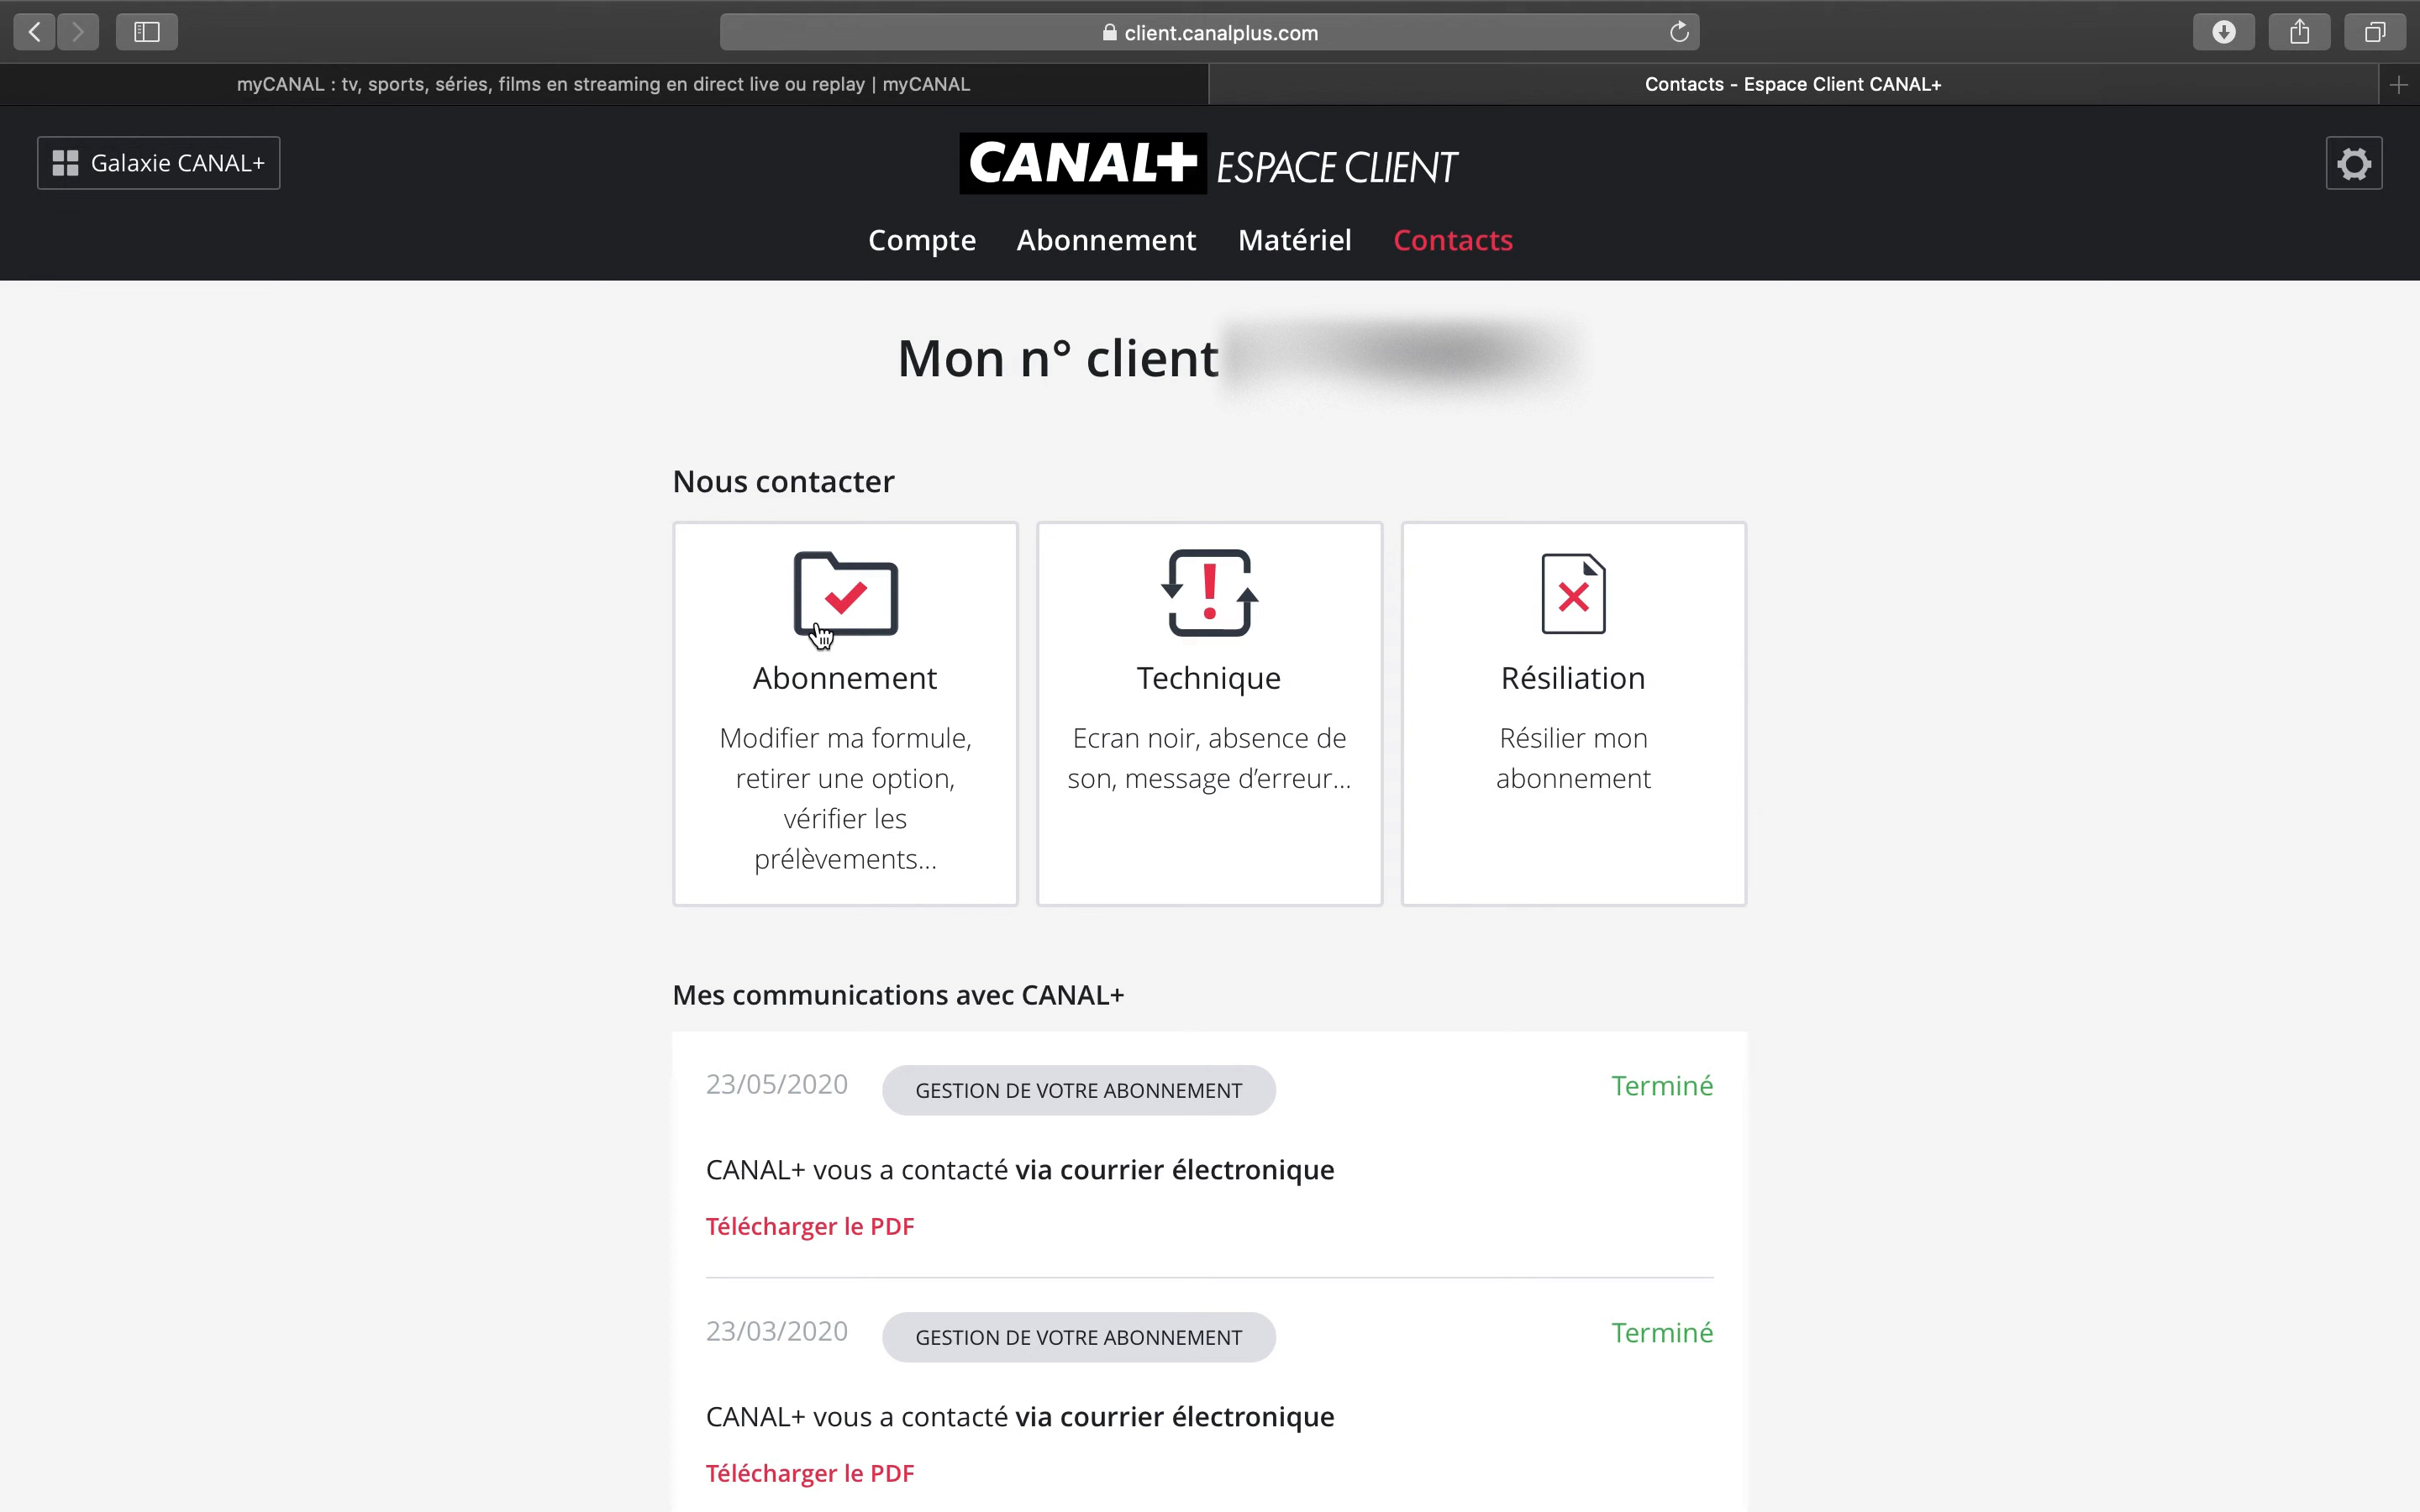 client.canalplus.com
myCANAL : tv, sports, séries, films en streaming en direct live ou replay | myCANAL
Contacts - Espace Client CANAL+
Galaxie CANAL+
CANAL+ ESPACE CLIENT
Compte Abonnement Matériel Contacts
Mon n° client
Nous contacter
Abonnement
Modifier ma formule,
retirer une option,
vérifier les
prélèvements...
Technique
Ecran noir, absence de
son, message d'erreur...
Résiliation
Résilier mon
abonnement
Mes communications avec CANAL+
23/05/2020 GESTION DE VOTRE ABONNEMENT Terminé
CANAL+ vous a contacté via courrier électronique
Télécharger le PDF
23/03/2020 GESTION DE VOTRE ABONNEMENT Terminé
CANAL+ vous a contacté via courrier électronique
Télécharger le PDF